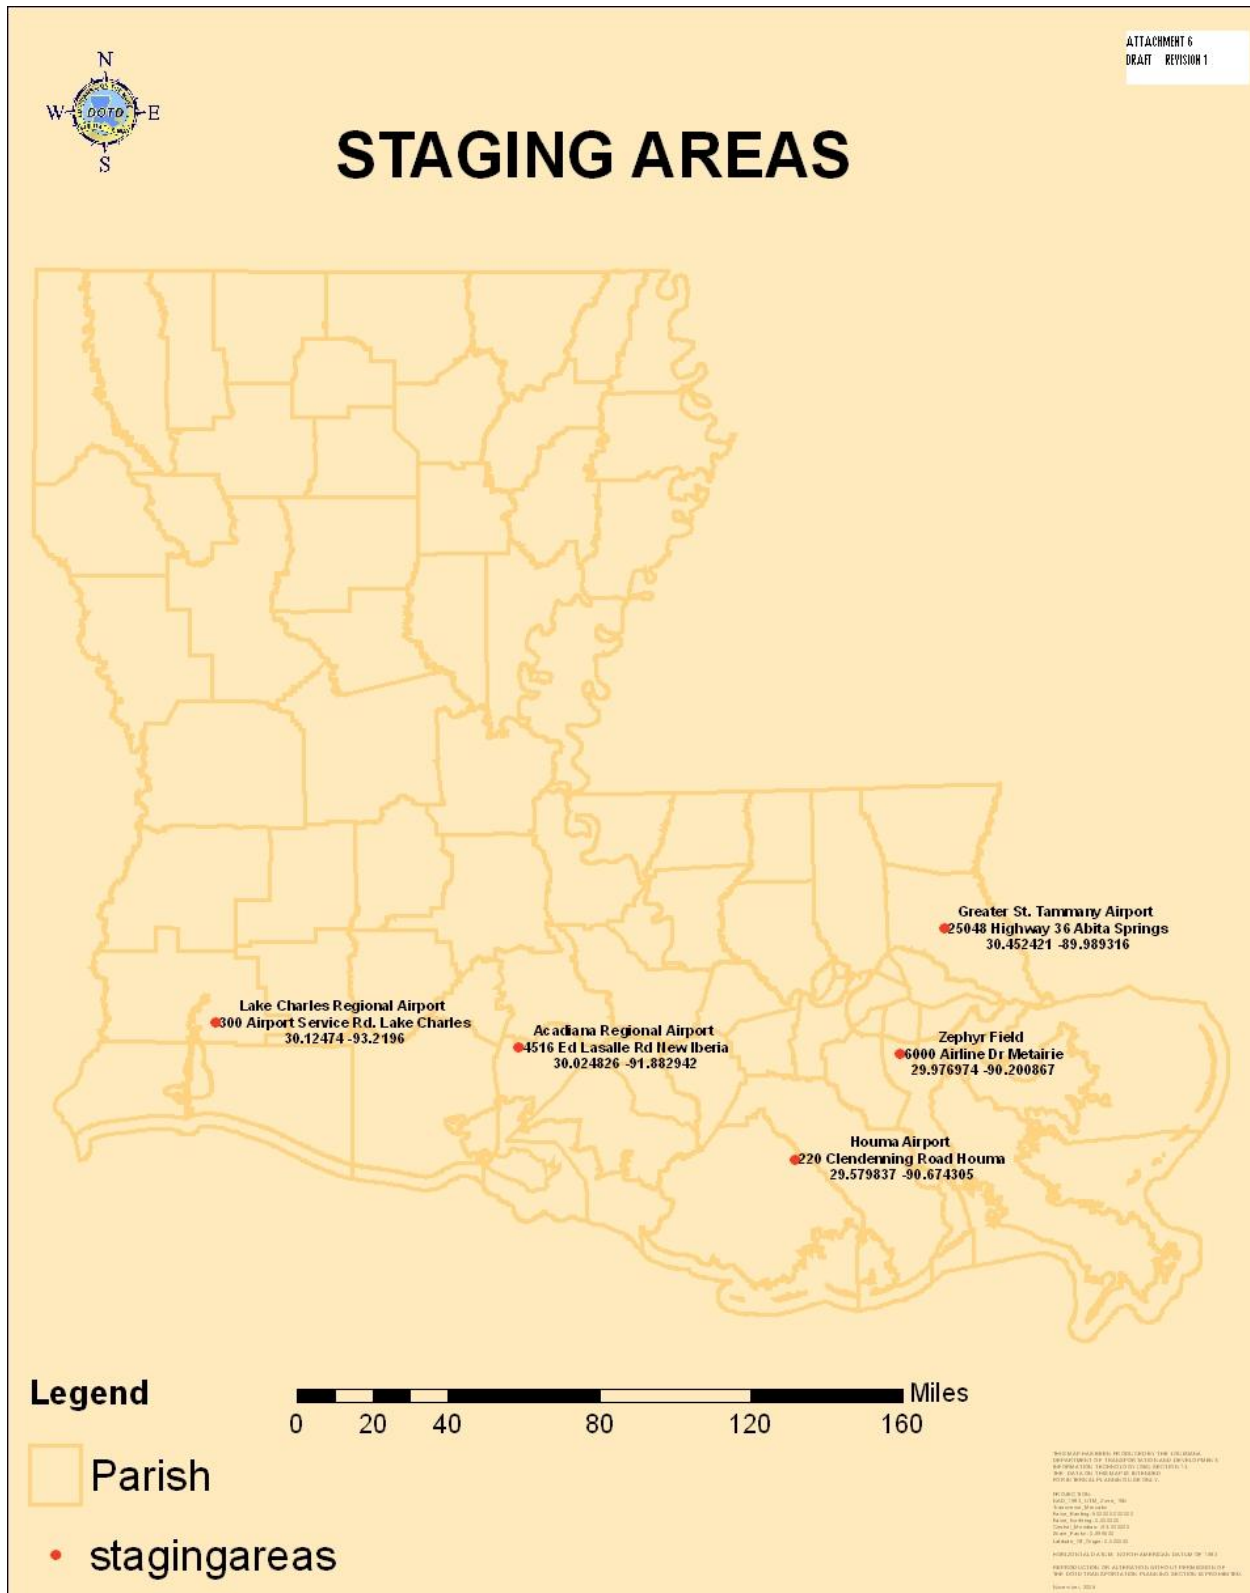 ATTACHMENT 6
DRAFT REVISION 1
N
W
DOTD
E
S
STAGING AREAS
Greater St. Tammany Airport
25048 Highway 36 Abita Springs
30.452421 -89.989316
Lake Charles Regional Airport
300 Airport Service Rd. Lake Charles
30.12474 -93.2196
Acadiana Regional Airport
4516 Ed Lasalle Rd New Iberia
30.024826 -91.882942
Zephyr Field
6000 Airline Dr Metairie
29.976974 -90.200867
Houma Airport
220 Clendenning Road Houma
29.579837 -90.674305
Legend
Miles
0 20 40 80 120 160
Parish
stagingareas